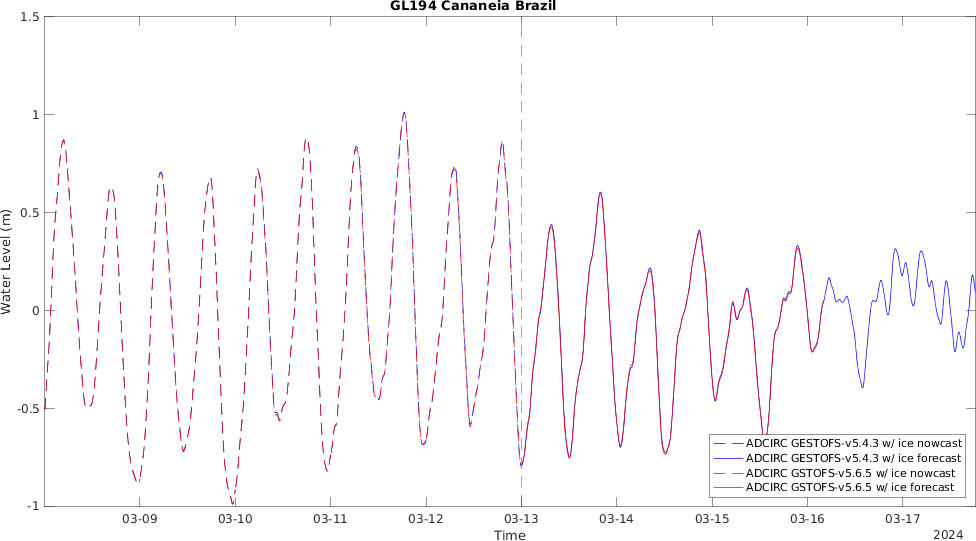 GL194 Cananeia Brazil
1.5
1
0.5
0
-0.5
-1
Water Level (m)
03-09 03-10 03-11 03-12 03-13 03-14 03-15 03-16 03-17
Time
2024
ADCIRC GESTOFS-v5.4.3 w/ ice nowcast
ADCIRC GESTOFS-v5.4.3 w/ ice forecast
ADCIRC GSTOFS-v5.6.5 w/ ice nowcast
ADCIRC GSTOFS-v5.6.5 w/ ice forecast